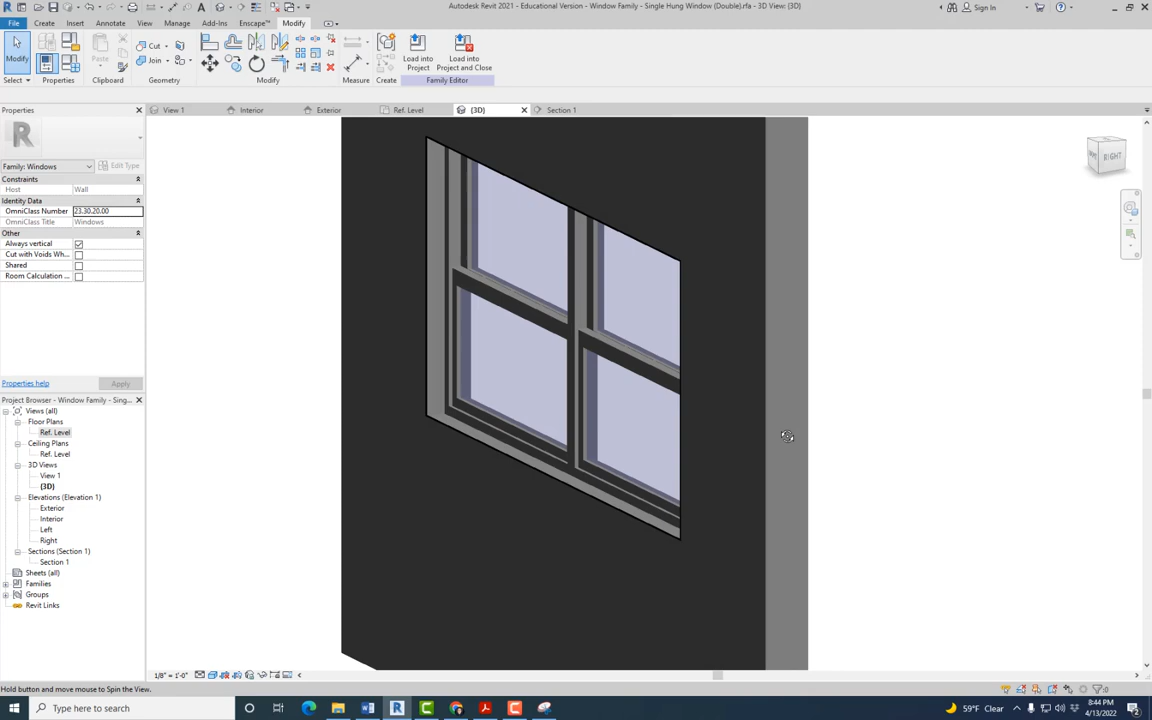 Autodesk Revit 2021 - Educational Version - Window Family - Single Hung Window (Double).rfa - 3D View: {3D}
Sign In
File Create Insert Annotate View Manage Add-Ins Enscape™ Modify
Modify
Paste
Cut
Join
Load into Project
Load into Project and Close
Select Properties Clipboard Geometry Modify Measure Create Family Editor
Properties
View 1 Interior Exterior Ref. Level {3D} Section 1
Family: Windows Edit Type
Constraints
Host Wall
Identity Data
OmniClass Number 23.30.20.00
OmniClass Title Windows
Other
Always vertical
Cut with Voids Wh...
Shared
Room Calculation ...
Properties help Apply
Project Browser - Window Family - Sing...
Views (all)
Floor Plans
Ref. Level
Ceiling Plans
Ref. Level
3D Views
View 1
{3D}
Elevations (Elevation 1)
Exterior
Interior
Left
Right
Sections (Section 1)
Section 1
Sheets (all)
Families
Groups
Revit Links
RIGHT
1/8" = 1'-0"
Hold button and move mouse to Spin the View.
:0
Type here to search
59°F Clear
8:44 PM
4/13/2022
2